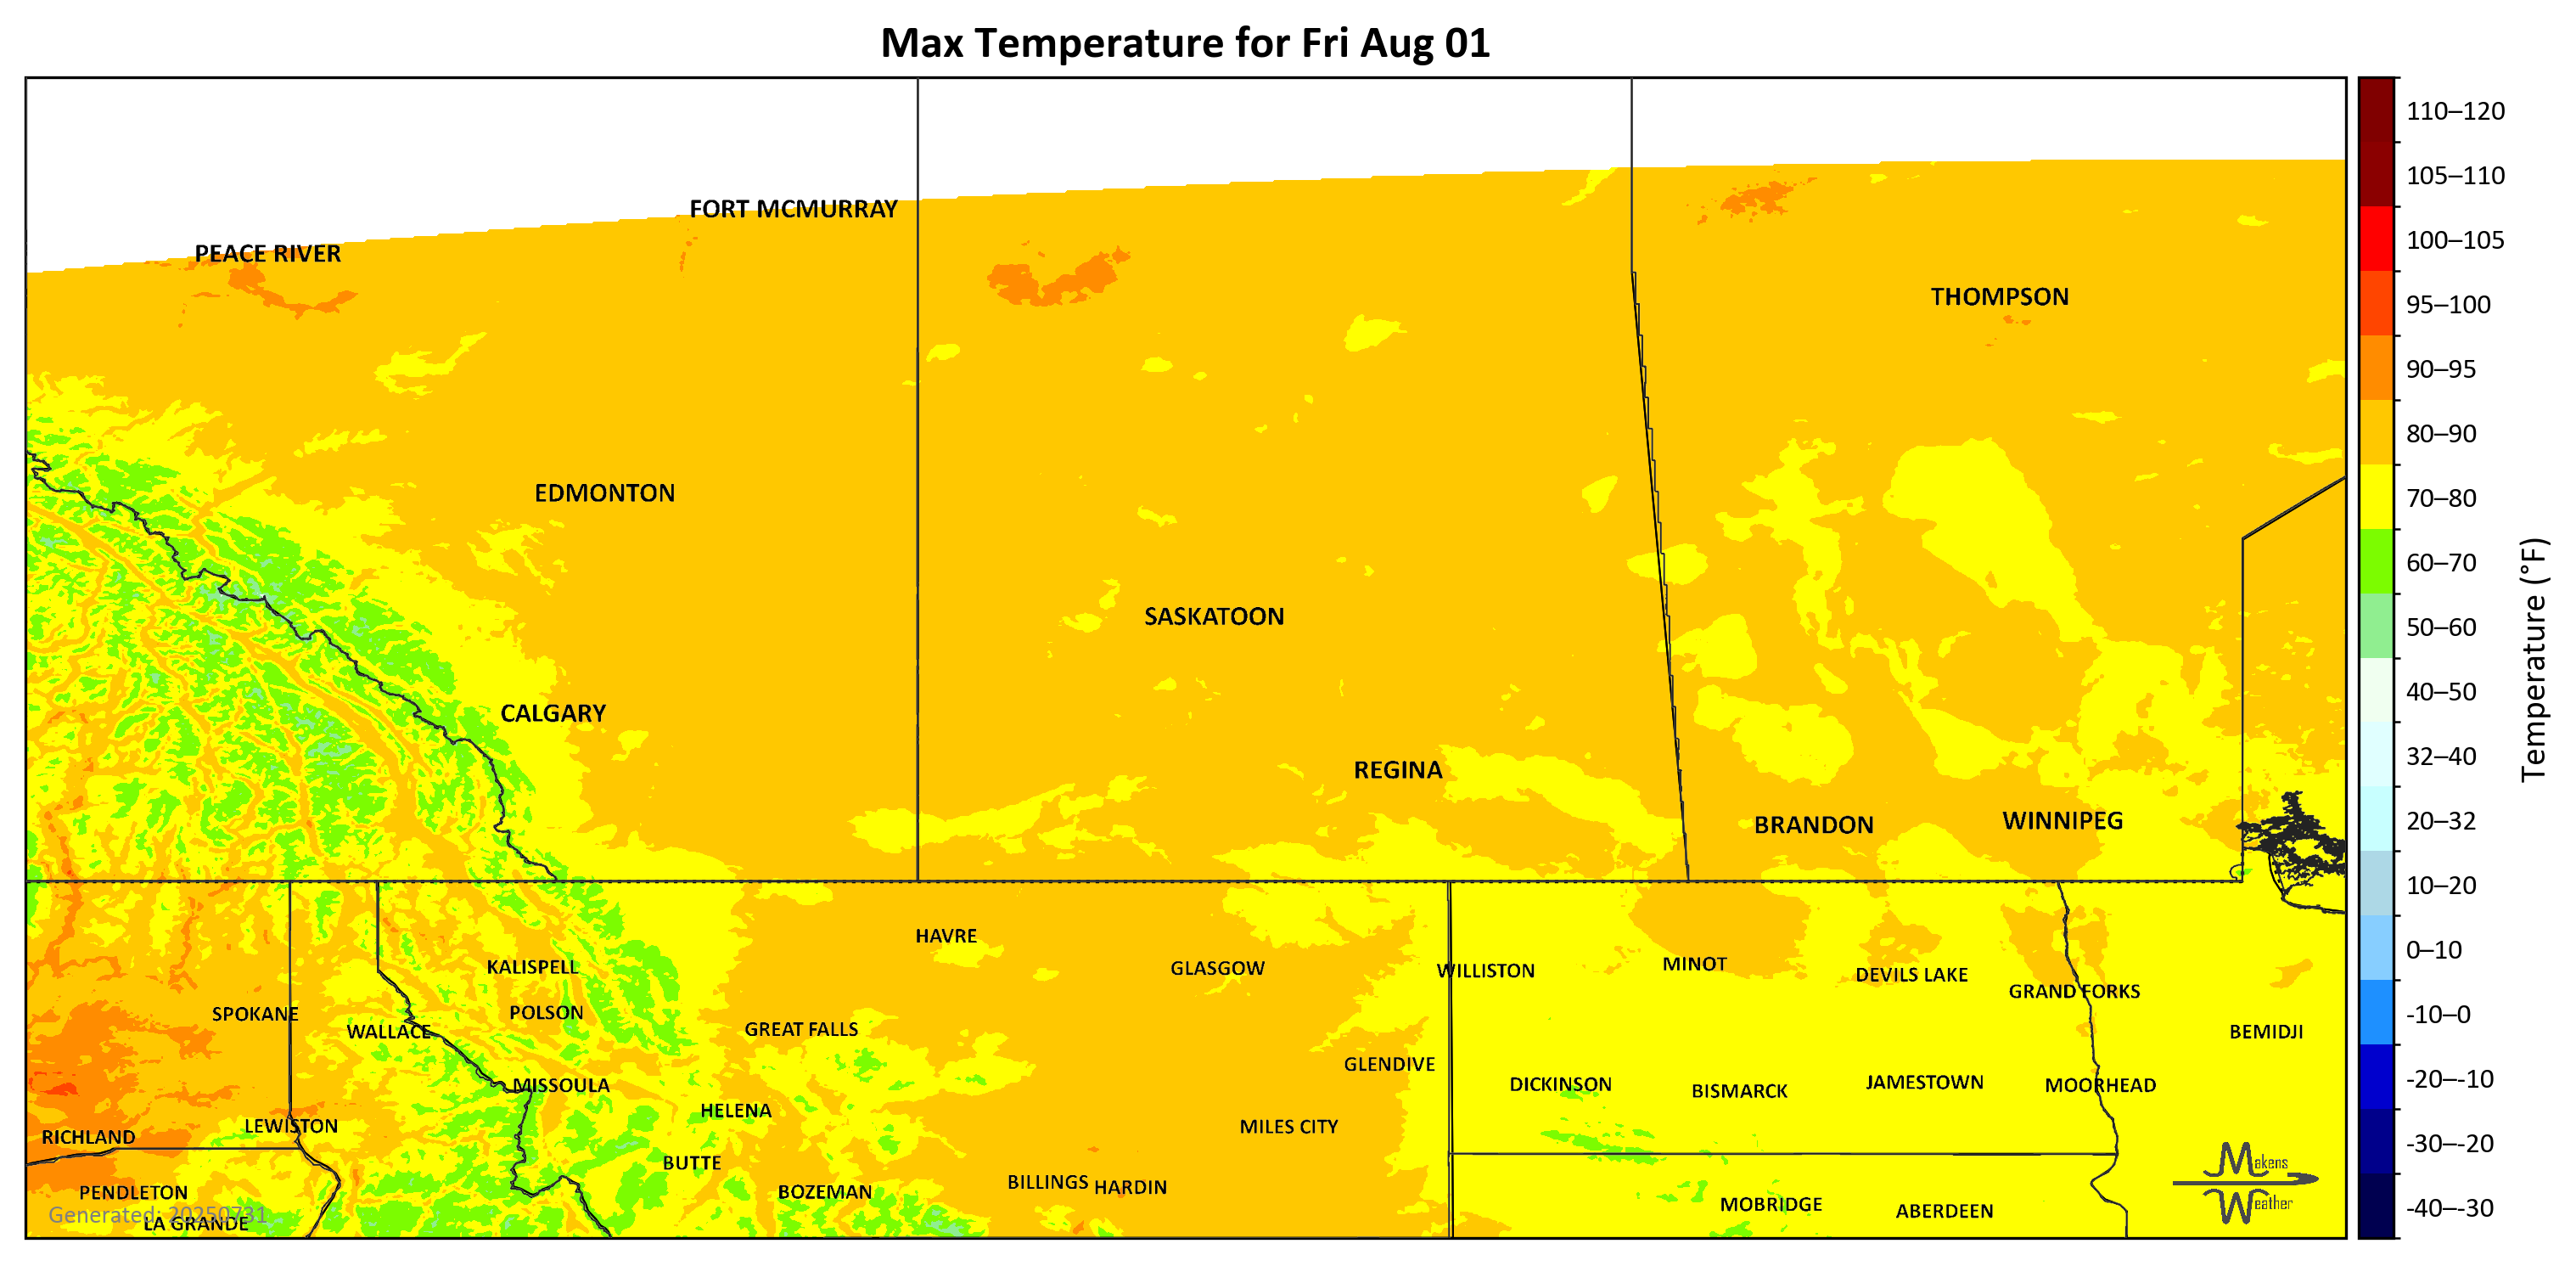 Max Temperature for Fri Aug 01
110–120
105–110
100–105
95–100
90–95
80–90
70–80
60–70
50–60
40–50
32–40
20–32
10–20
0–10
-10–0
-20–-10
-30–-20
-40–-30
Temperature (°F)
FORT MCMURRAY
PEACE RIVER
THOMPSON
EDMONTON
SASKATOON
CALGARY
REGINA
BRANDON
WINNIPEG
HAVRE
KALISPELL
GLASGOW
WILLISTON
MINOT
DEVILS LAKE
GRAND FORKS
SPOKANE
POLSON
WALLACE
GREAT FALLS
BEMIDJI
GLENDIVE
MISSOULA
DICKINSON
BISMARCK
JAMESTOWN
MOORHEAD
HELENA
LEWISTON
MILES CITY
RICHLAND
BUTTE
BILLINGS
HARDIN
PENDLETON
BOZEMAN
MOBRIDGE
ABERDEEN
Generated: 20250731
LA GRANDE
Makens
Weather